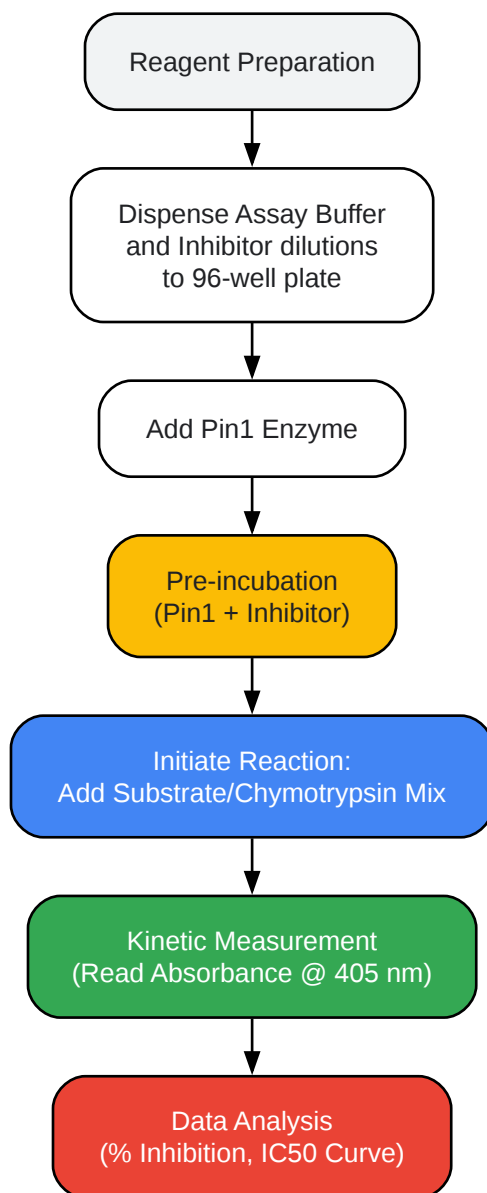 Reagent Preparation
Dispense Assay Buffer
and Inhibitor dilutions
to 96-well plate
Add Pin1 Enzyme
Pre-incubation
(Pin1 + Inhibitor)
Initiate Reaction:
Add Substrate/Chymotrypsin Mix
Kinetic Measurement
(Read Absorbance @ 405 nm)
Data Analysis
(% Inhibition, IC50 Curve)